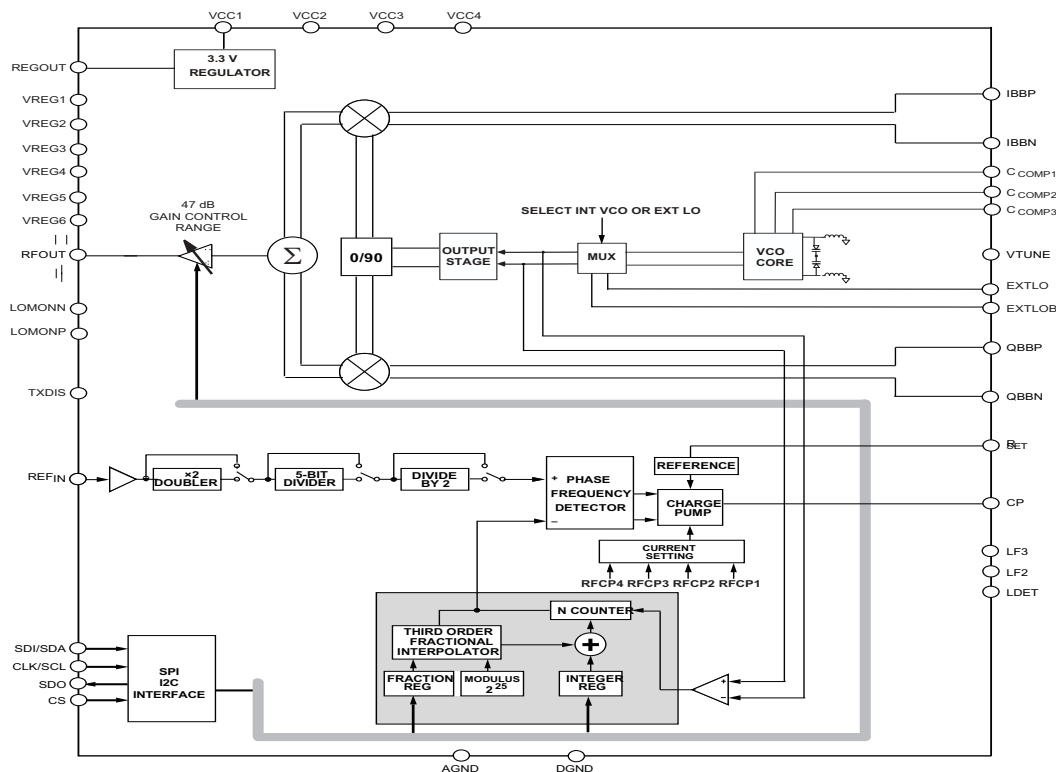 VCC1 VCC2 VCC3 VCC4
3.3 V
REGULATOR
REGOUT
VREG1
VREG2
VREG3
VREG4
VREG5
VREG6
RFOUT
LOMONN
LOMONP
TXDIS
REFIN
47 dB
GAIN CONTROL
RANGE
Σ
0/90
OUTPUT
STAGE
SELECT INT VCO OR EXT LO
MUX
VCO
CORE
IBBP
IBBN
C COMP1
C COMP2
C COMP3
VTUNE
EXTLO
EXTLOB
QBBP
QBBN
SET
CP
LF3
LF2
LDET
×2
DOUBLER
5-BIT
DIVIDER
DIVIDE
BY 2
+ PHASE
FREQUENCY
DETECTOR
–
REFERENCE
CHARGE
PUMP
CURRENT
SETTING
RFCP4 RFCP3 RFCP2 RFCP1
N COUNTER
THIRD ORDER
FRACTIONAL
INTERPOLATOR
+
FRACTION
REG
MODULUS
2 25
INTEGER
REG
+
–
SDI/SDA
CLK/SCL
SDO
CS
SPI
I2C
INTERFACE
AGND DGND